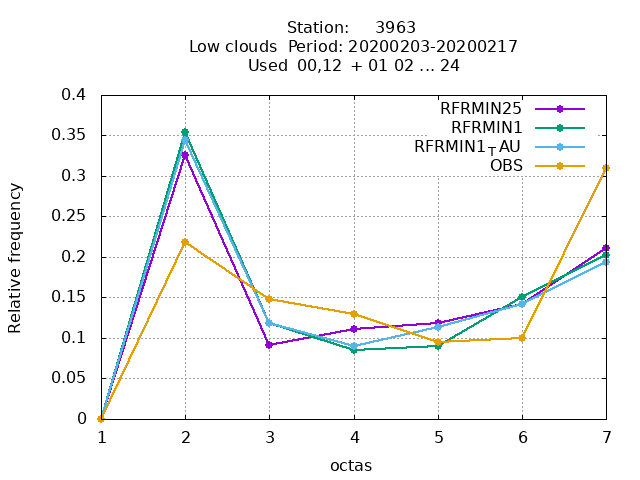 Station: 3963
Low clouds Period: 20200203-20200217
Used 00,12 + 01 02 ... 24
0.4
0.35
0.3
0.25
0.2
0.15
0.1
0.05
0
Relative frequency
RFRMIN25
RFRMIN1
RFRMIN1_TAU
OBS
1 2 3 4 5 6 7
octas